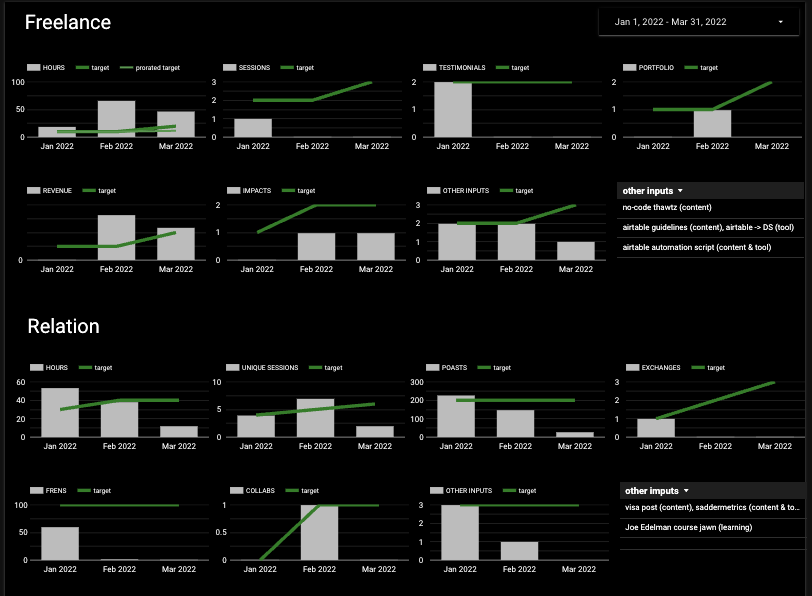 Freelance
Jan 1, 2022 - Mar 31, 2022
HOURS target prorated target
100
50
0
Jan 2022 Feb 2022 Mar 2022
SESSIONS target
3
2
1
0
Jan 2022 Feb 2022 Mar 2022
TESTIMONIALS target
2
1
0
Jan 2022 Feb 2022 Mar 2022
PORTFOLIO target
2
1
0
Jan 2022 Feb 2022 Mar 2022
REVENUE target
0
Jan 2022 Feb 2022 Mar 2022
IMPACTS target
2
1
0
Jan 2022 Feb 2022 Mar 2022
OTHER INPUTS target
3
2
1
0
Jan 2022 Feb 2022 Mar 2022
other inputs
no-code thawtz (content)
airtable guidelines (content), airtable -> DS (tool)
airtable automation script (content & tool)
Relation
HOURS target
60
40
20
0
Jan 2022 Feb 2022 Mar 2022
UNIQUE SESSIONS target
10
5
0
Jan 2022 Feb 2022 Mar 2022
POASTS target
300
200
100
0
Jan 2022 Feb 2022 Mar 2022
EXCHANGES target
3
2
1
0
Jan 2022 Feb 2022 Mar 2022
FRENS target
100
50
0
Jan 2022 Feb 2022 Mar 2022
COLLABS target
1
0.5
0
Jan 2022 Feb 2022 Mar 2022
OTHER INPUTS target
3
2
1
0
Jan 2022 Feb 2022 Mar 2022
other imputs
visa post (content), saddermetrics (content & to...
Joe Edelman course jawn (learning)